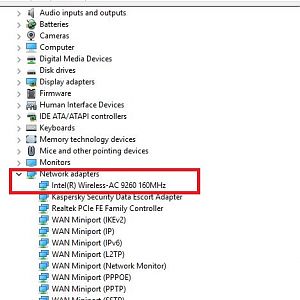 Audio inputs and outputs
Batteries
Cameras
Computer
Digital Media Devices
Disk drives
Display adapters
Firmware
Human Interface Devices
IDE ATA/ATAPI controllers
Keyboards
Memory technology devices
Mice and other pointing devices
Monitors
Network adapters
Intel(R) Wireless-AC 9260 160MHz
Kaspersky Security Data Escort Adapter
Realtek PCIe FE Family Controller
WAN Miniport (IKEv2)
WAN Miniport (IP)
WAN Miniport (IPv6)
WAN Miniport (L2TP)
WAN Miniport (Network Monitor)
WAN Miniport (PPPOE)
WAN Miniport (PPTP)
WAN Miniport (SSTP)